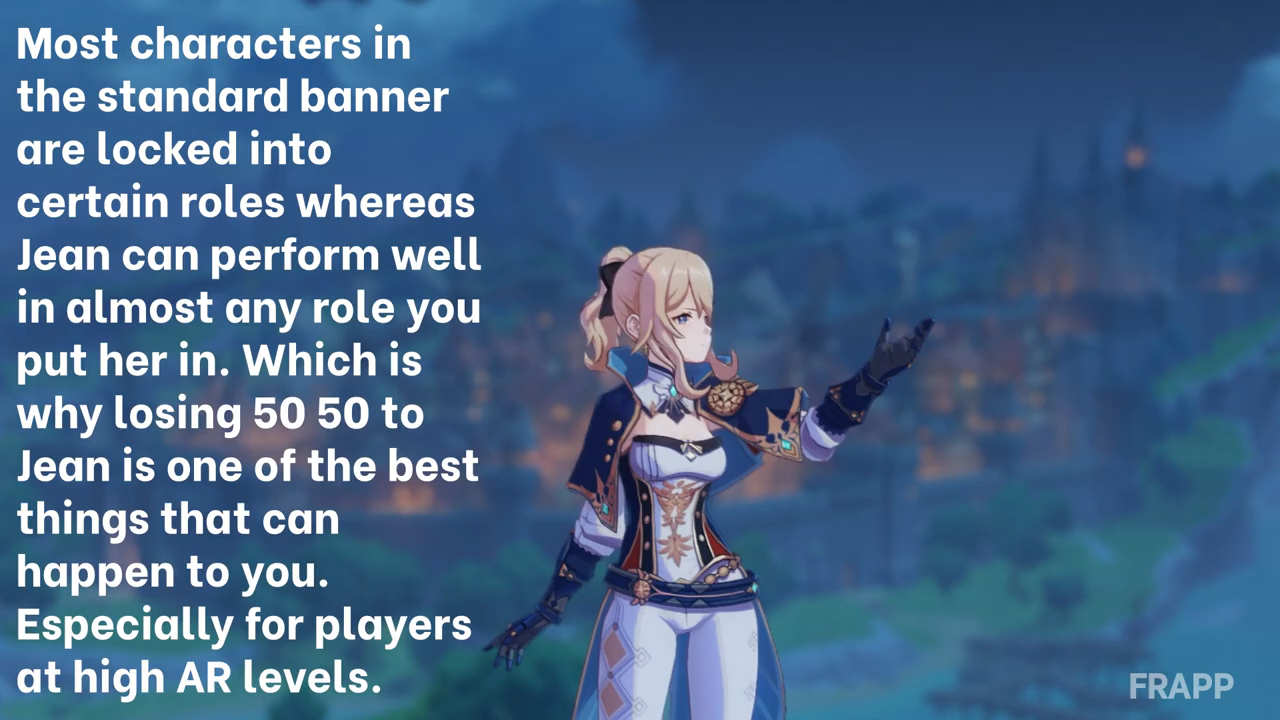 Most characters in
the standard banner
are locked into
certain roles whereas
Jean can perform well
in almost any role you
put her in. Which is
why losing 50 50 to
Jean is one of the best
things that can
happen to you.
Especially for players
at high AR levels.
FRAPP